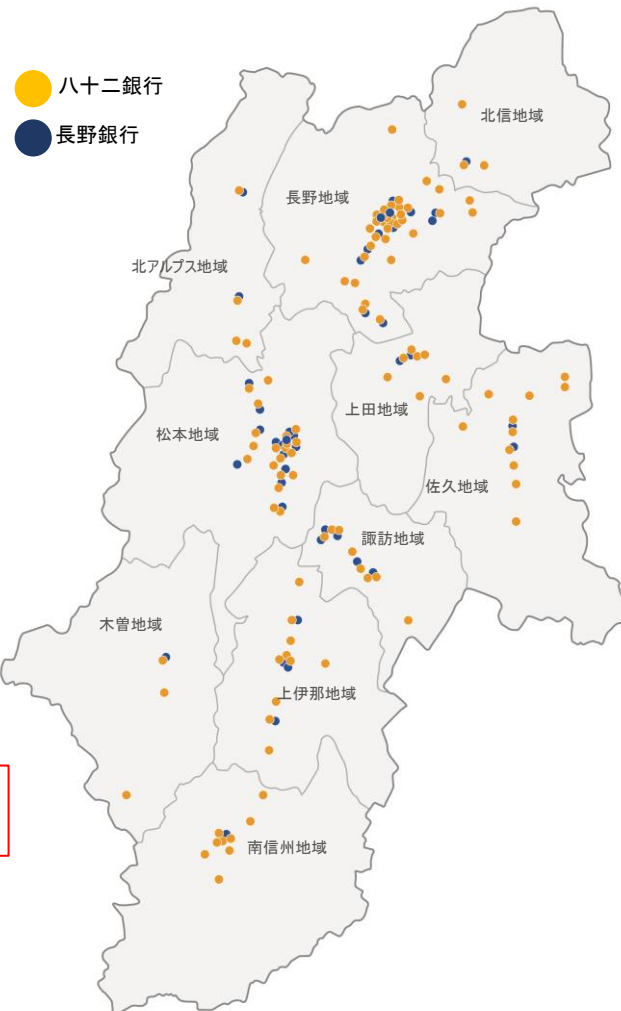 八十二銀行
長野銀行
北信地域
長野地域
北アルプス地域
上田地域
松本地域
佐久地域
諏訪地域
木曽地域
上伊那地域
南信州地域